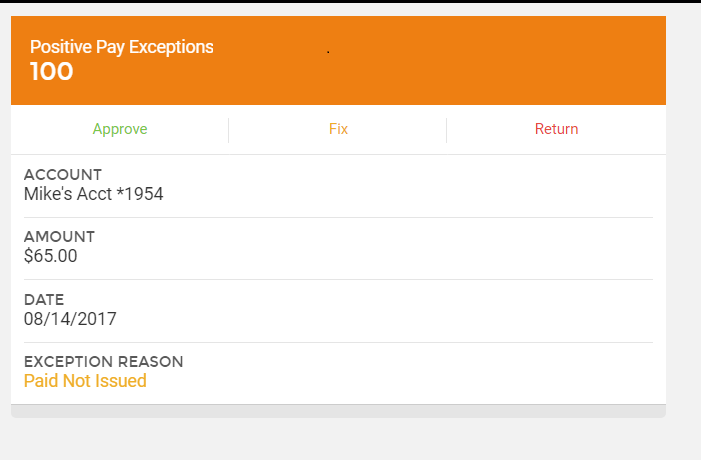 Positive Pay Exceptions
100
Approve Fix Return
ACCOUNT
Mike's Acct *1954
AMOUNT
$65.00
DATE
08/14/2017
EXCEPTION REASON
Paid Not Issued